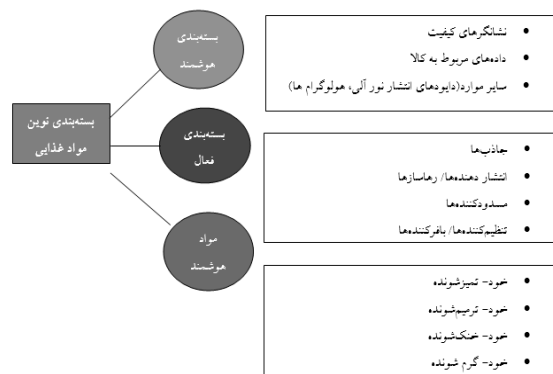 بسته‌بندی نوین
مواد غذایی
بسته‌بندی
هوشمند
نشانگرهای کیفیت
داده‌های مربوط به کالا
سایر موارد(دایودهای انتشار نور آلی، هولوگرام ها)
بسته‌بندی
فعال
جاذب‌ها
انتشار دهنده‌ها/ رهاسازها
مسدودکننده‌ها
تنظیم‌کننده‌ها/ بافرکننده‌ها
مواد
هوشمند
خود- تمیزشونده
خود- ترمیم‌شونده
خود- خنک‌شونده
خود- گرم شونده